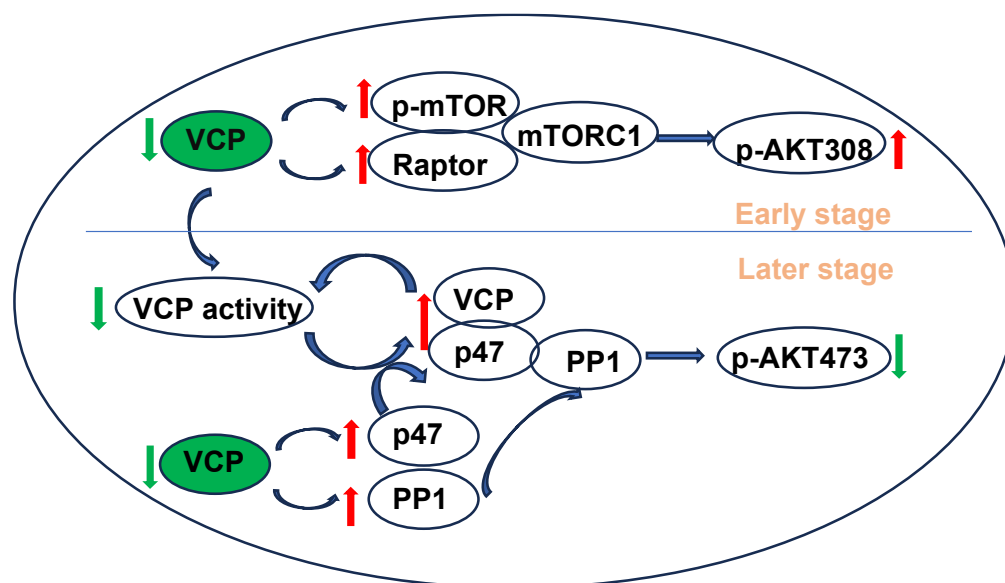 VCP
p-mTOR
Raptor
mTORC1
p-AKT308
Early stage
Later stage
VCP activity
VCP
p47
PP1
p-AKT473
VCP
p47
PP1